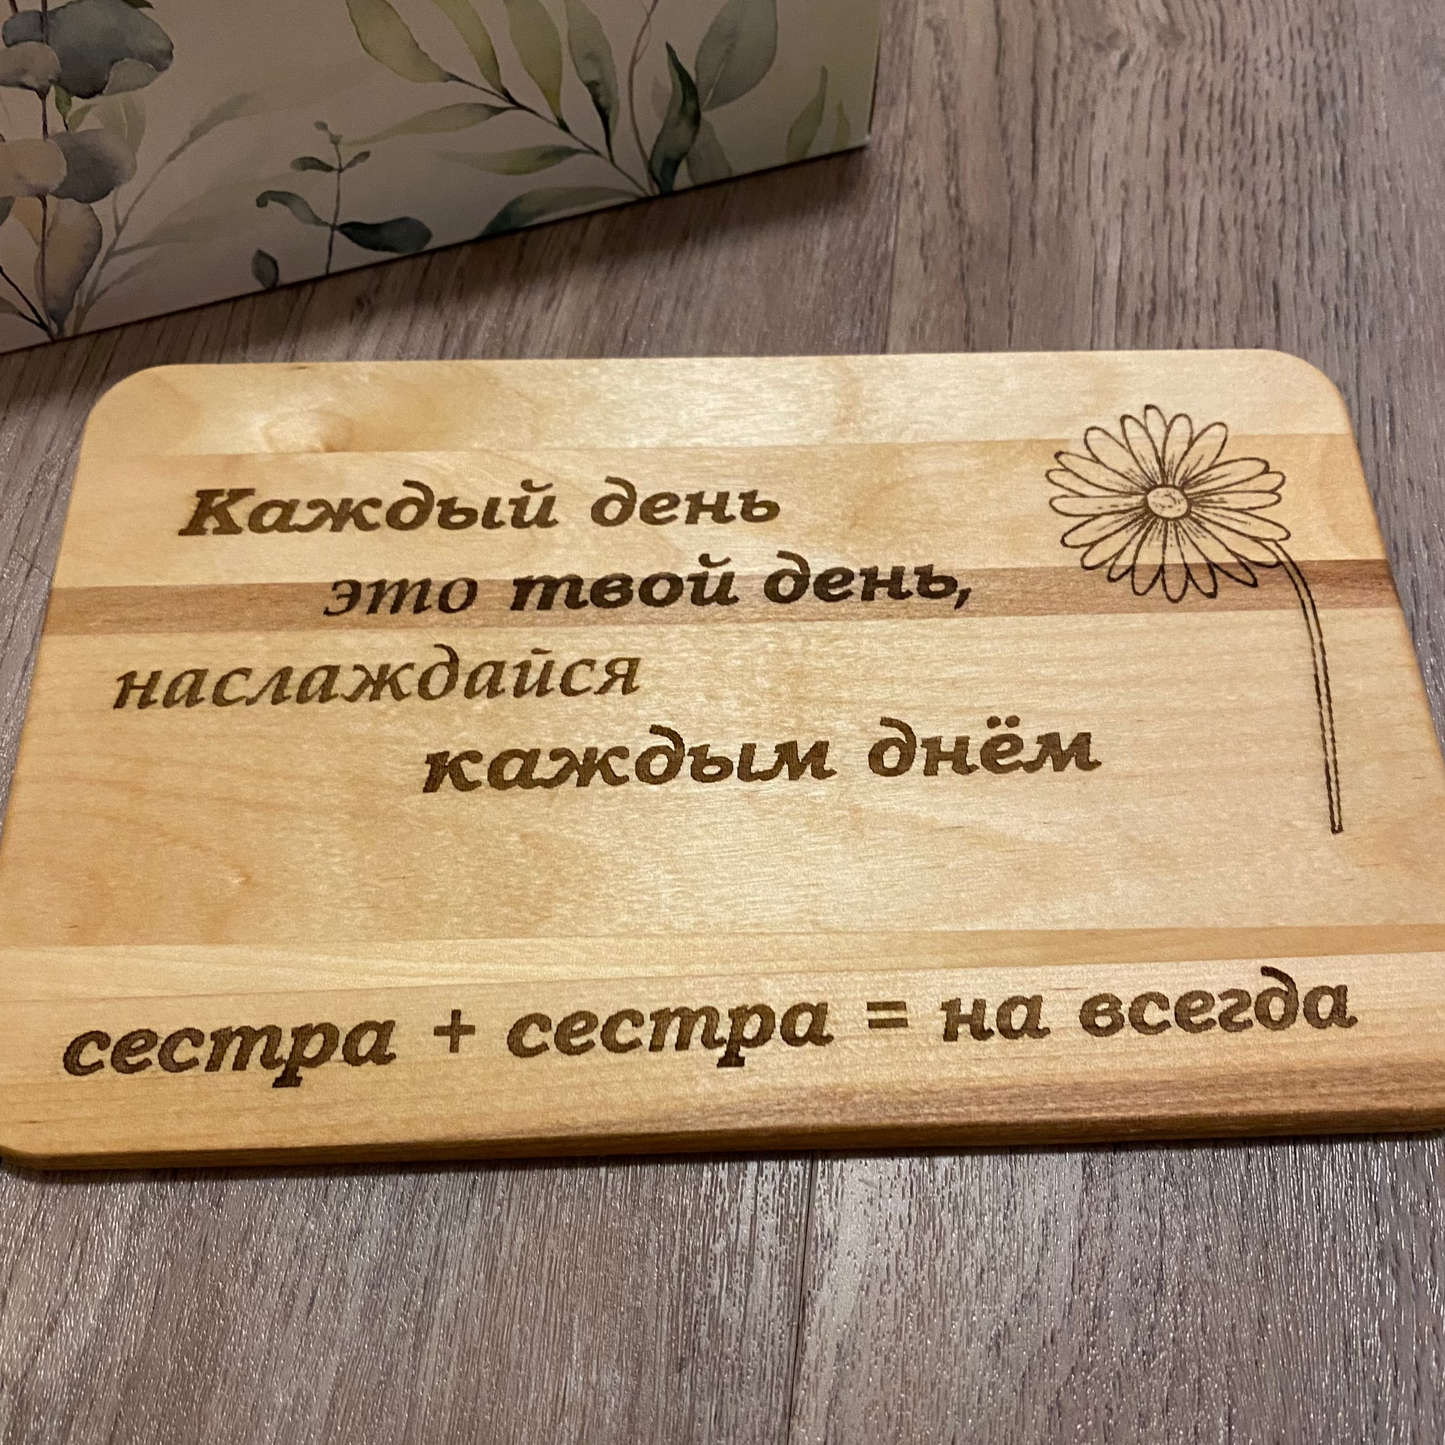 Каждый день
это твой день,
наслаждайся
каждым днём
сестра + сестра = на всегда